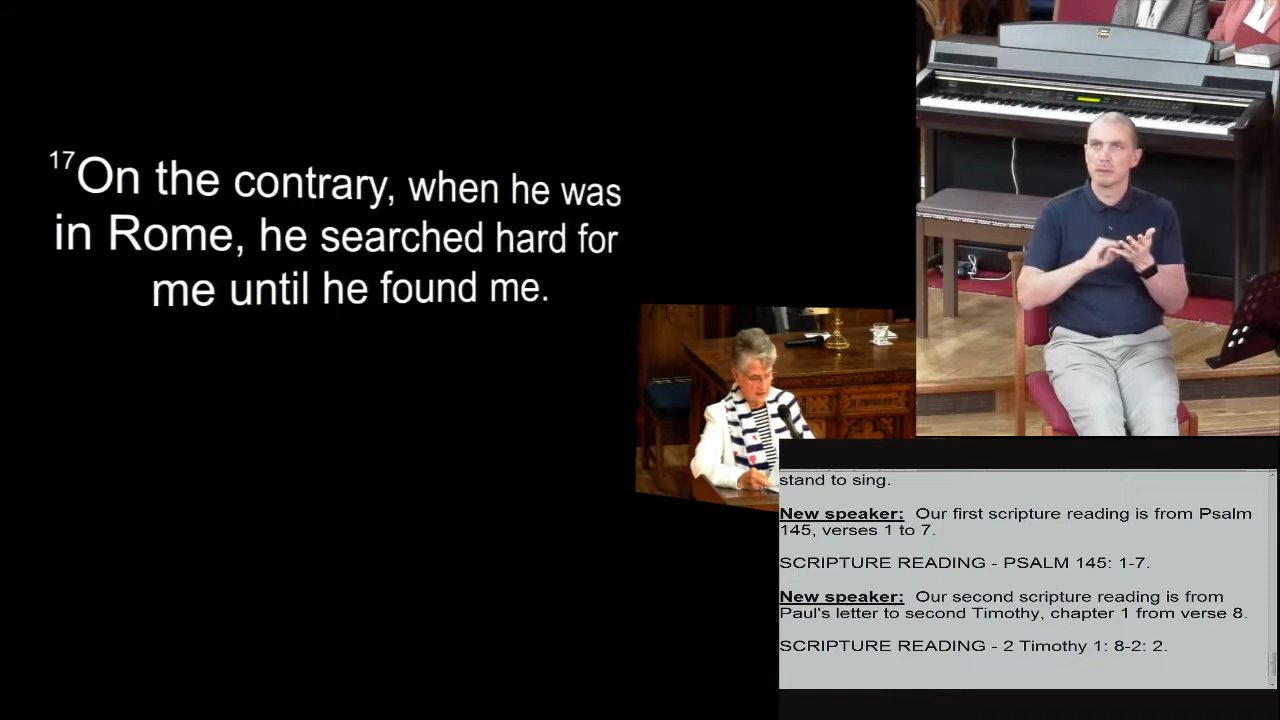 17On the contrary, when he was
in Rome, he searched hard for
me until he found me.
stand to sing.
New speaker: Our first scripture reading is from Psalm
145, verses 1 to 7.
SCRIPTURE READING - PSALM 145: 1-7.
New speaker: Our second scripture reading is from
Paul's letter to second Timothy, chapter 1 from verse 8.
SCRIPTURE READING - 2 Timothy 1: 8-2: 2.